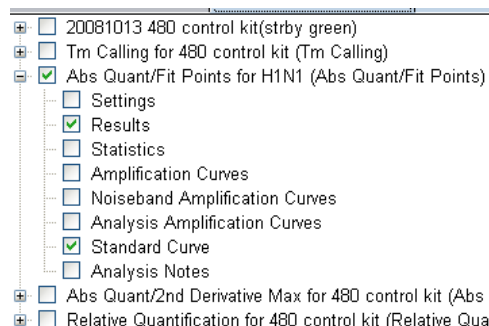 20081013 480 control kit(strby green)
Tm Calling for 480 control kit (Tm Calling)
Abs Quant/Fit Points for H1N1 (Abs Quant/Fit Points)
Settings
Results
Statistics
Amplification Curves
Noiseband Amplification Curves
Analysis Amplification Curves
Standard Curve
Analysis Notes
Abs Quant/2nd Derivative Max for 480 control kit (Abs
Relative Quantification for 480 control kit (Relative Qua